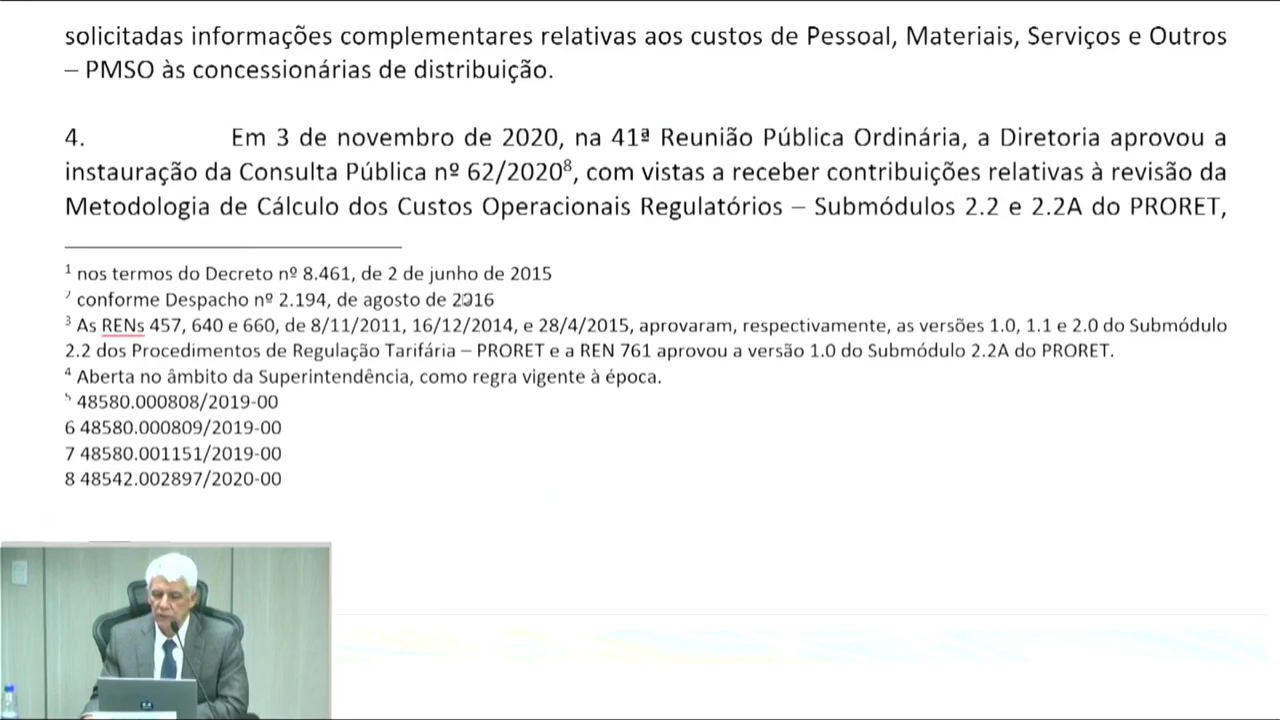 solicitadas informações complementares relativas aos custos de Pessoal, Materiais, Serviços e Outros
– PMSO às concessionárias de distribuição.
4. Em 3 de novembro de 2020, na 41ª Reunião Pública Ordinária, a Diretoria aprovou a
instauração da Consulta Pública nº 62/2020⁸, com vistas a receber contribuições relativas à revisão da
Metodologia de Cálculo dos Custos Operacionais Regulatórios – Submódulos 2.2 e 2.2A do PRORET,
¹ nos termos do Decreto nº 8.461, de 2 de junho de 2015
² conforme Despacho nº 2.194, de agosto de 2016
³ As RENs 457, 640 e 660, de 8/11/2011, 16/12/2014, e 28/4/2015, aprovaram, respectivamente, as versões 1.0, 1.1 e 2.0 do Submódulo
2.2 dos Procedimentos de Regulação Tarifária – PRORET e a REN 761 aprovou a versão 1.0 do Submódulo 2.2A do PRORET.
⁴ Aberta no âmbito da Superintendência, como regra vigente à época.
⁵ 48580.000808/2019-00
6 48580.000809/2019-00
7 48580.001151/2019-00
8 48542.002897/2020-00